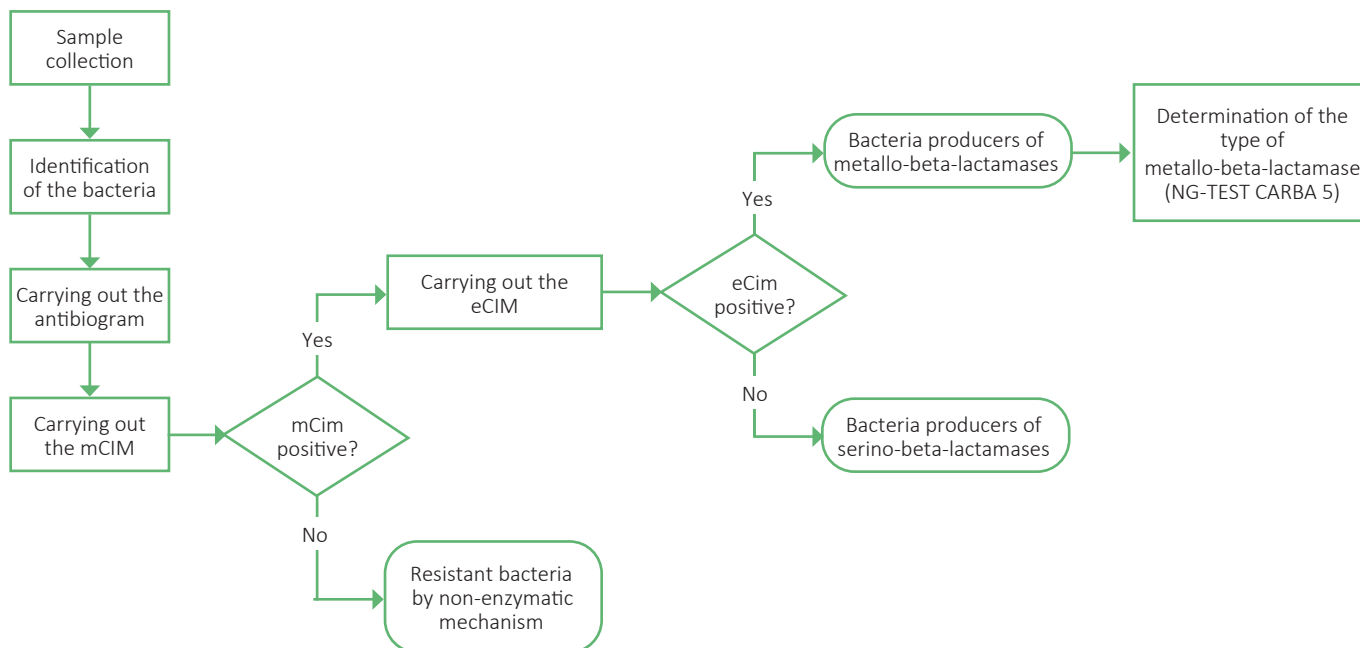 Sample
collection
Identification
of the bacteria
Carrying out the
antibiogram
Carrying out
the mCIM
mCim
positive?
Yes
No
Resistant bacteria
by non-enzymatic
mechanism
Carrying out the
eCIM
eCim
positive?
Yes
No
Bacteria producers of
metallo-beta-lactamases
Bacteria producers of
serino-beta-lactamases
Determination of the
type of
metallo-beta-lactamase
(NG-TEST CARBA 5)